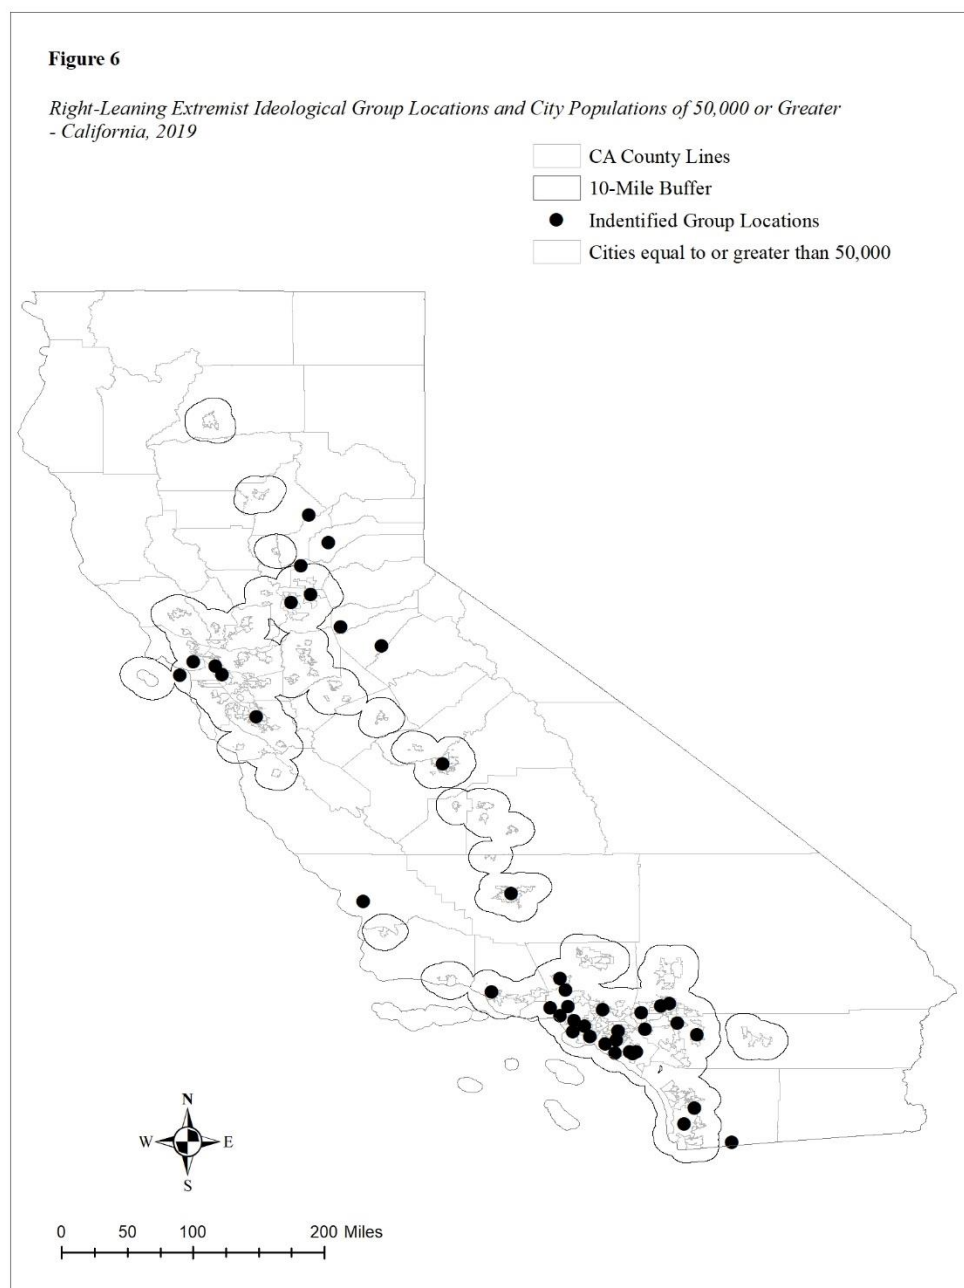 Figure 6
Right-Leaning Extremist Ideological Group Locations and City Populations of 50,000 or Greater
- California, 2019
CA County Lines
10-Mile Buffer
Indentified Group Locations
Cities equal to or greater than 50,000
N
W E
S
0 50 100 200 Miles